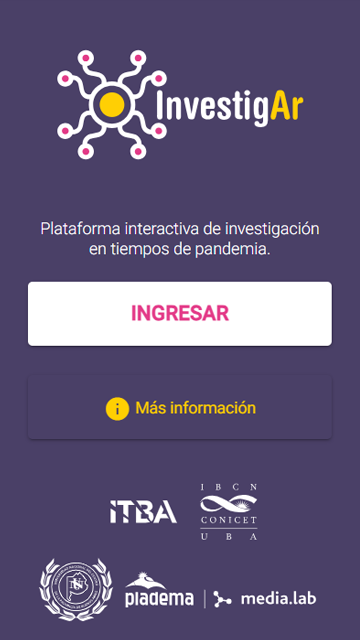 InvestigAr
Plataforma interactiva de investigación
en tiempos de pandemia.
INGRESAR
Más información
ITBA
IBCN
CONICET
UBA
pladema
media.lab